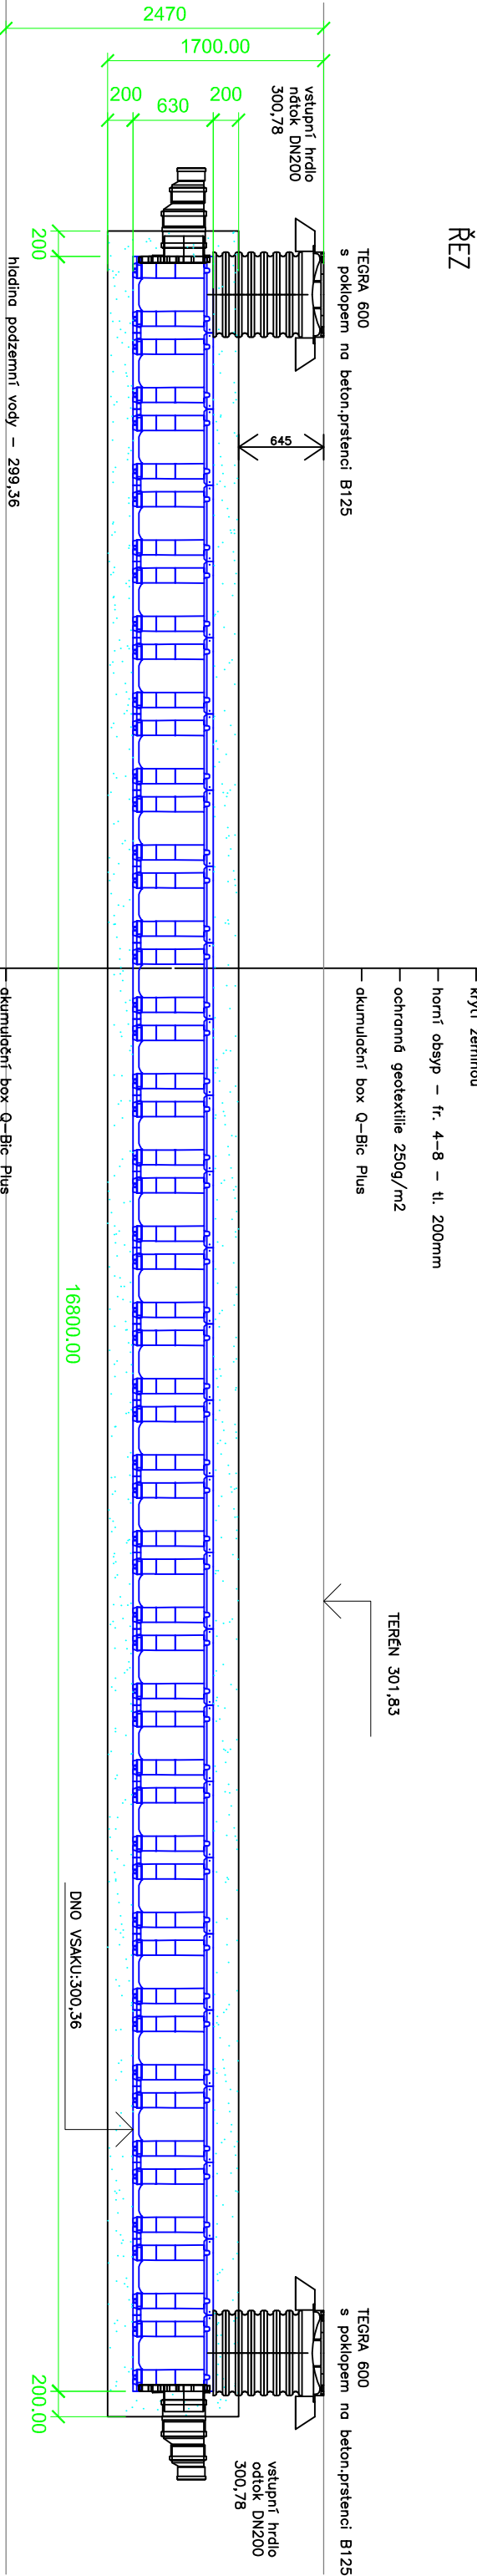 ŘEZ
krytí zeminou
horní obsyp – fr. 4–8 – tl. 200mm
ochranná geotextilie 250g/m2
akumulační box Q–Bic Plus
TEGRA 600
s poklopem na beton.prstenci B125
TERÉN 301,83
TEGRA 600
s poklopem na beton.prstenci B125
vstupní hrdlo
nátok DN200
300,78
645
vstupní hrdlo
odtok DN200
300,78
2470
1700.00
200
630
200
200
16800.00
200.00
DNO VSAKU:300,36
hladina podzemní vody – 299,36
akumulační box Q–Bic Plus